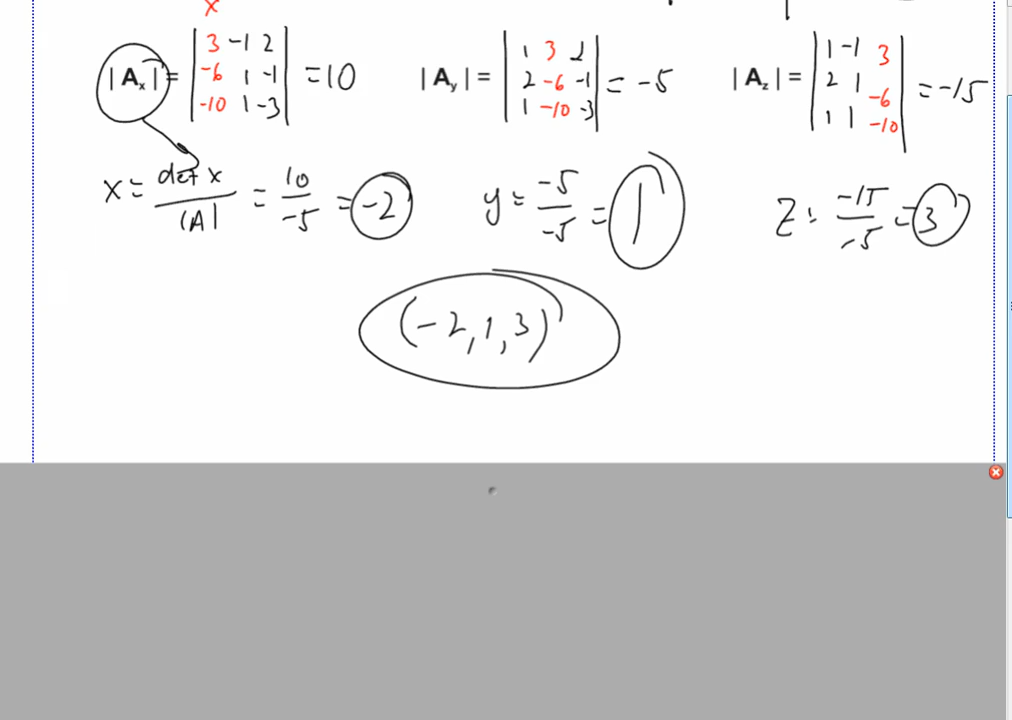 x
| Ax | = | 3 -1 2 | = 10
| -6 1 -1 |
| -10 1 -3 |
| Ay | = | 1 3 2 | = -5
| 2 -6 -1 |
| 1 -10 -3 |
| Az | = | 1 -1 3 | = -15
| 2 1 -6 |
| 1 1 -10 |
x = det x / |A| = 10 / -5 = -2
y = -5 / -5 = 1
z = -15 / -5 = 3
(-2, 1, 3)